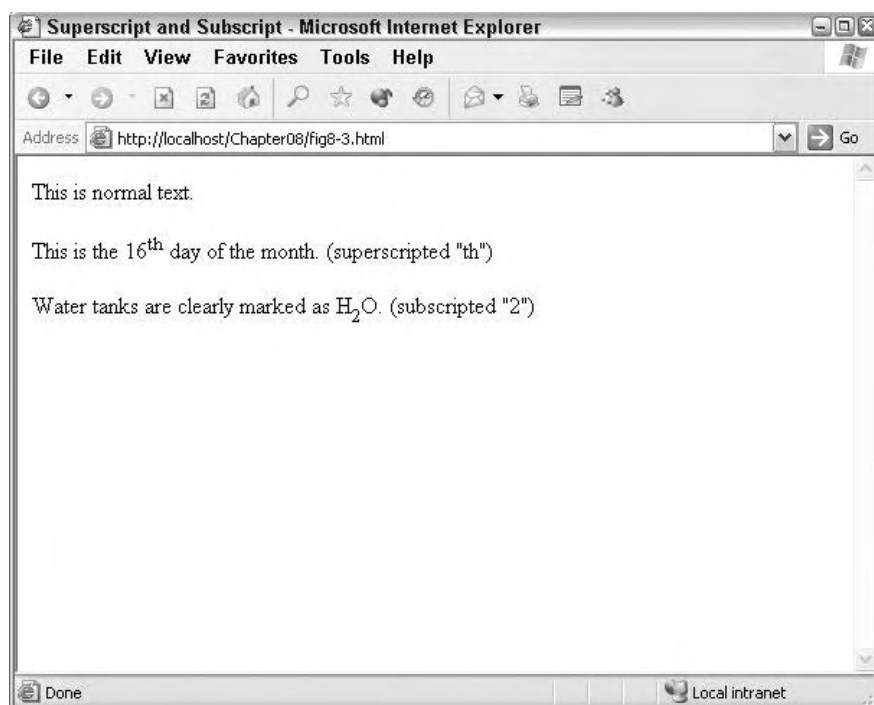 Superscript and Subscript - Microsoft Internet Explorer
File Edit View Favorites Tools Help
Address http://localhost/Chapter08/fig8-3.html Go
This is normal text.
This is the 16th day of the month. (superscripted "th")
Water tanks are clearly marked as H2O. (subscripted "2")
Done Local intranet